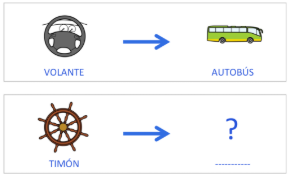 VOLANTE
AUTOBÚS
?
TIMÓN
-----------